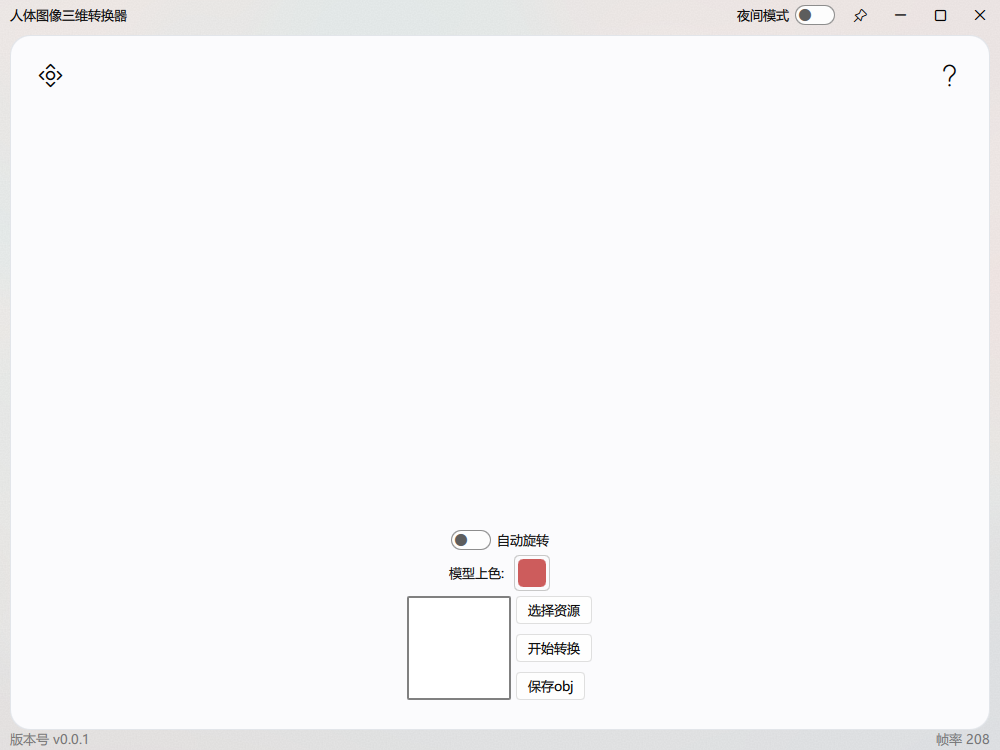 人体图像三维转换器
夜间模式
?
自动旋转
模型上色:
选择资源
开始转换
保存obj
版本号 v0.0.1
帧率 208